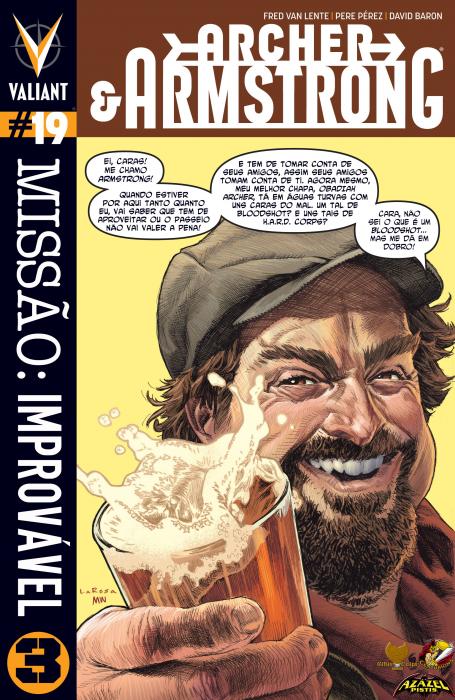 FRED VAN LENTE | PERE PÉREZ | DAVID BARON
ARCHER
& ARMSTRONG
VALIANT
#19
MISSÃO: IMPROVÁVEL
3
EI, CARAS!
ME CHAMO
ARMSTRONG!
QUANDO ESTIVER
POR AQUI TANTO QUANTO
EU, VAI SABER QUE TEM DE
APROVEITAR OU O PASSEIO
NÃO VAI VALER A PENA!
E TEM DE TOMAR CONTA DE
SEUS AMIGOS, ASSIM SEUS AMIGOS
TOMAM CONTA DE TI. AGORA MESMO,
MEU MELHOR CHAPA, OBADIAH
ARCHER, TÁ EM ÁGUAS TURVAS COM
UNS CARAS DO MAL. UM TAL DE
BLOODSHOT? E UNS TAIS DE
H.A.R.D. CORPS?
CARA, NÃO
SEI O QUE É UM
BLOODSHOT...
MAS ME DÁ EM
DOBRO!
LAROSA
AZAZEL
PISTIS